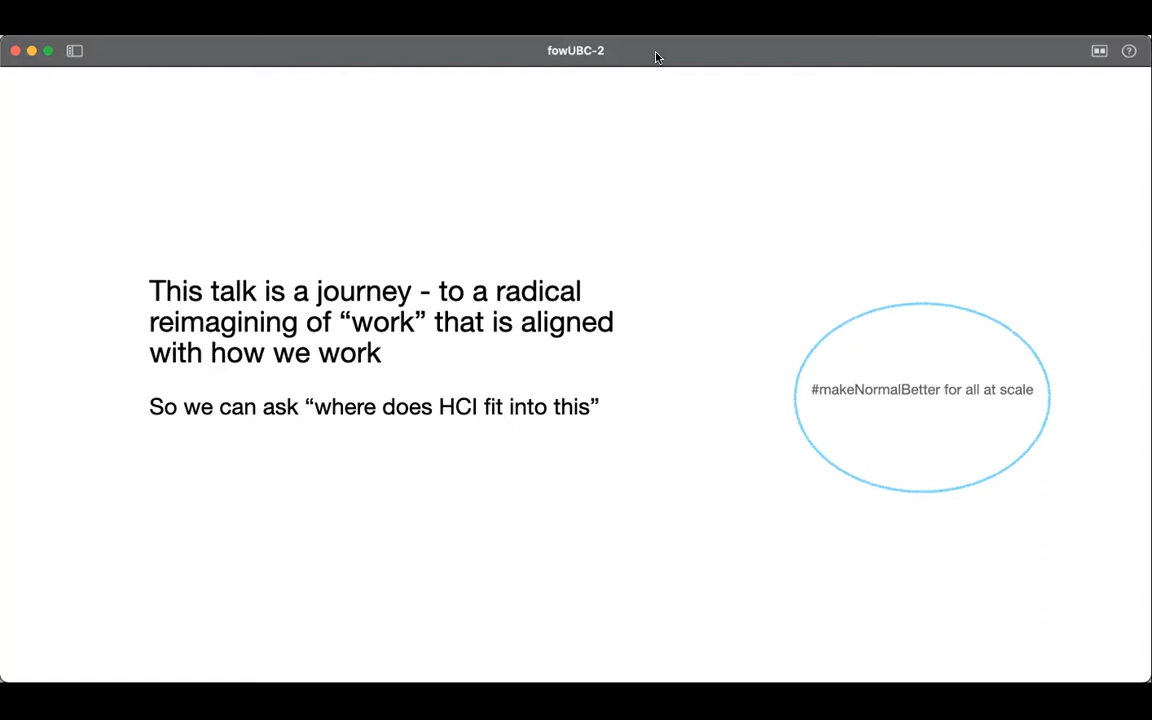 fowUBC-2
This talk is a journey - to a radical
reimagining of “work” that is aligned
with how we work
So we can ask “where does HCI fit into this”
#makeNormalBetter for all at scale